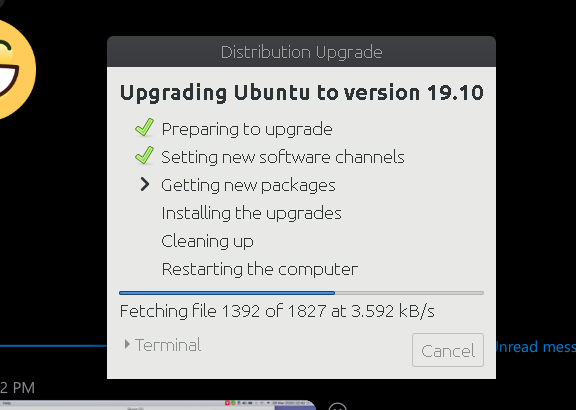 Distribution Upgrade
Upgrading Ubuntu to version 19.10
Preparing to upgrade
Setting new software channels
Getting new packages
Installing the upgrades
Cleaning up
Restarting the computer
Fetching file 1392 of 1827 at 3.592 kB/s
Terminal
Cancel
Unread mess
2 PM